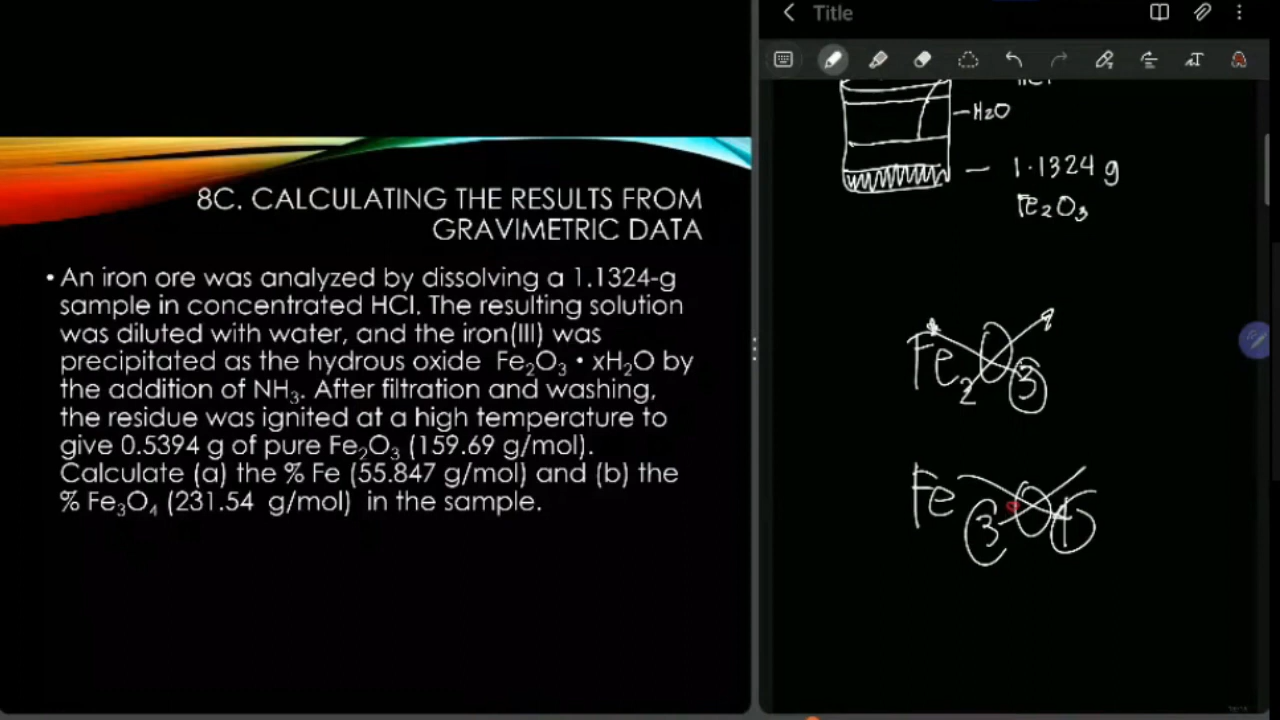 Title
8C. CALCULATING THE RESULTS FROM
GRAVIMETRIC DATA
• An iron ore was analyzed by dissolving a 1.1324-g
sample in concentrated HCl. The resulting solution
was diluted with water, and the iron(III) was
precipitated as the hydrous oxide Fe₂O₃ • xH₂O by
the addition of NH₃. After filtration and washing,
the residue was ignited at a high temperature to
give 0.5394 g of pure Fe₂O₃ (159.69 g/mol).
Calculate (a) the % Fe (55.847 g/mol) and (b) the
% Fe₃O₄ (231.54 g/mol) in the sample.
HCl
— H₂O
— 1.1324 g
Fe₂O₃
Fe₂O₃
Fe₃O₄